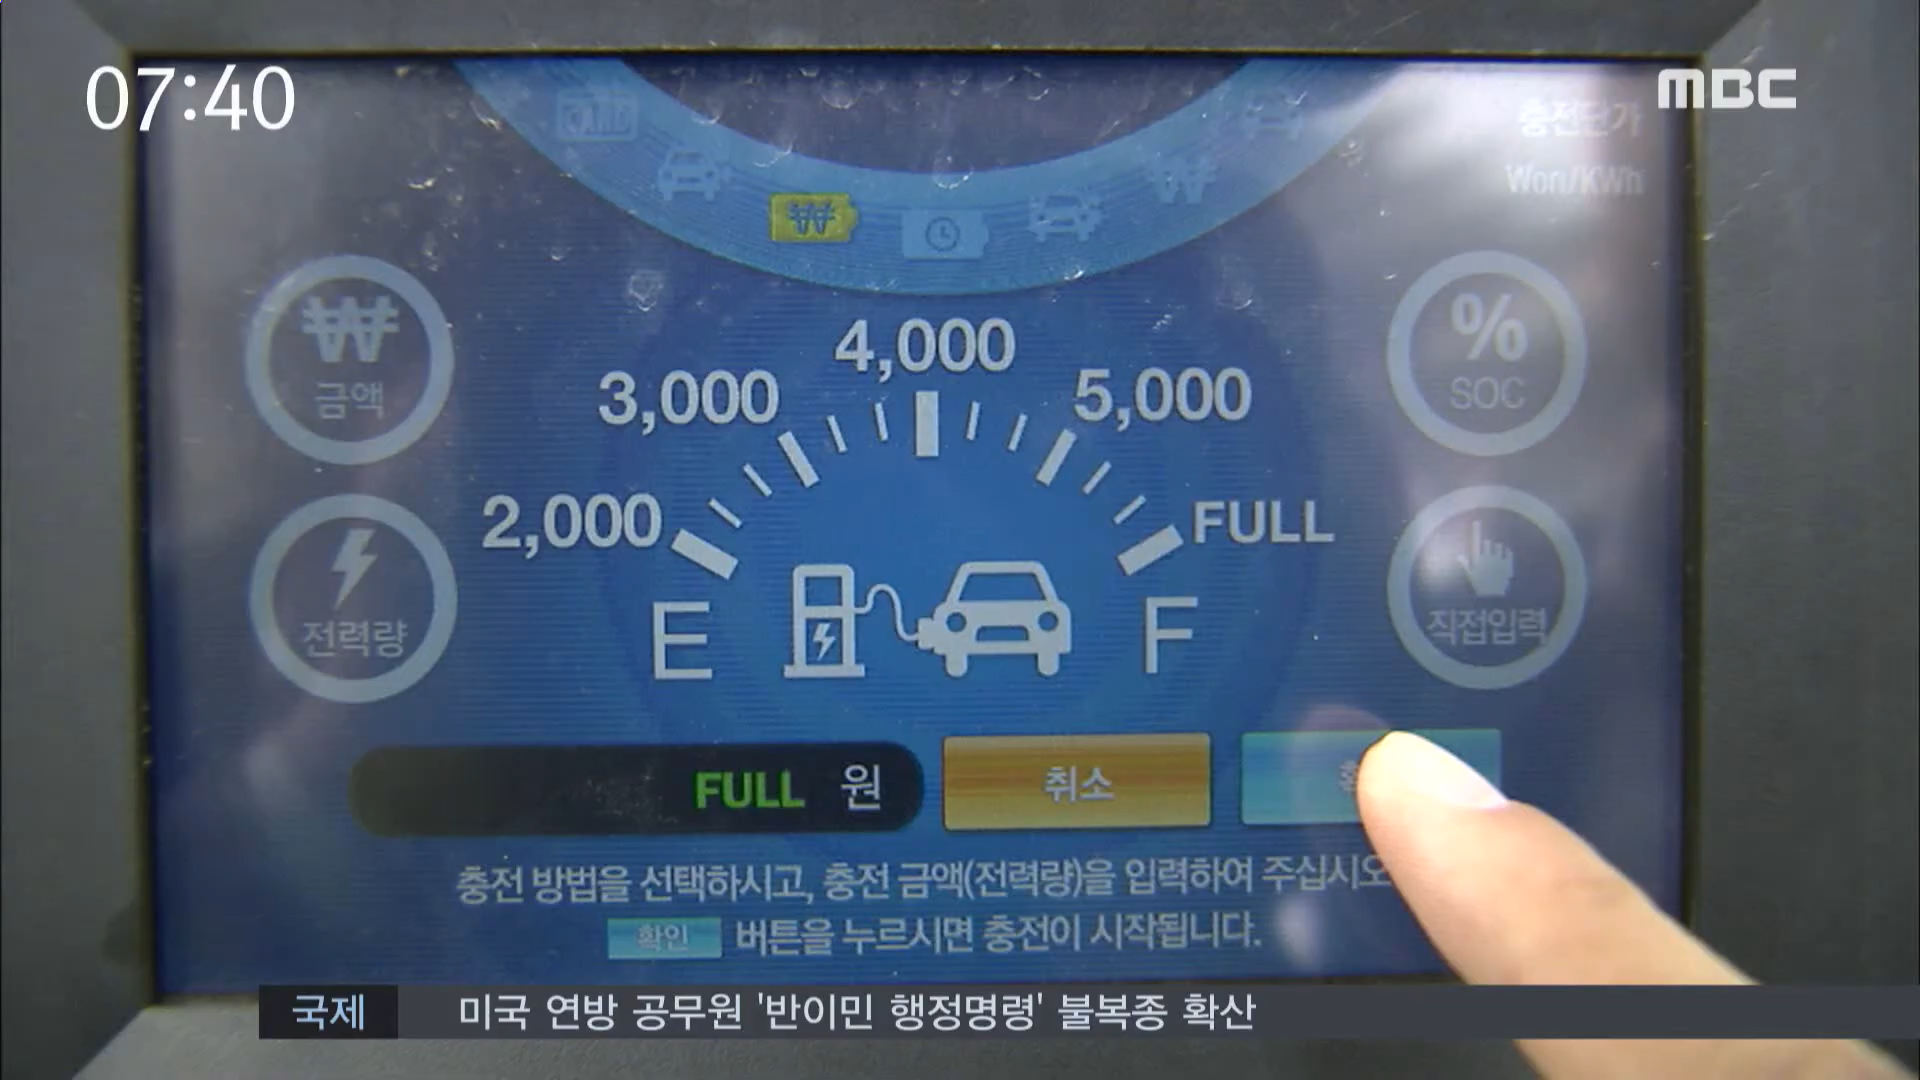 07:40
MBC
CARD
충전단가
Won/KWh
₩
₩
₩
금액
%
SOC
4,000
3,000
5,000
2,000
FULL
전력량
직접입력
E
F
FULL 원
취소
충전 방법을 선택하시고, 충전 금액(전력량)을 입력하여 주십시오
확인 버튼을 누르시면 충전이 시작됩니다.
국제
미국 연방 공무원 '반이민 행정명령' 불복종 확산